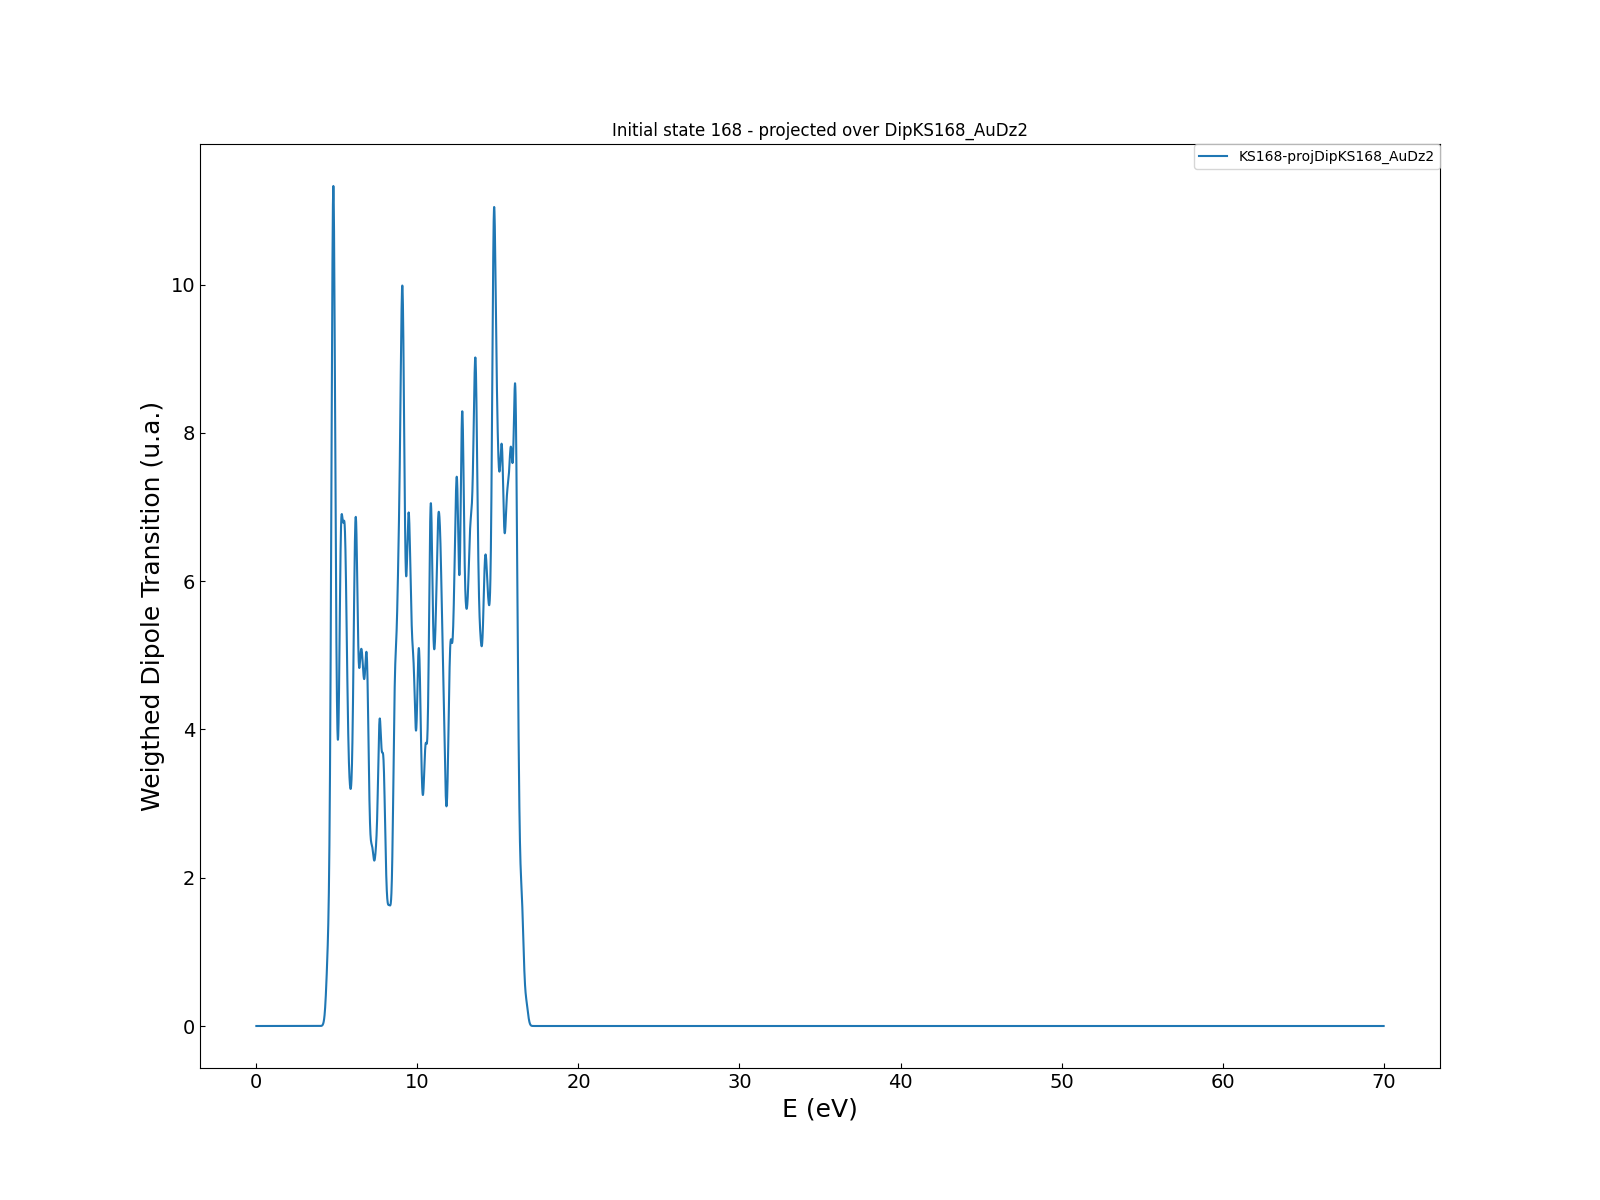 Initial state 168 - projected over DipKS168_AuDz2
KS168-projDipKS168_AuDz2
Weigthed Dipole Transition (u.a.)
10
8
6
4
2
0
0 10 20 30 40 50 60 70
E (eV)